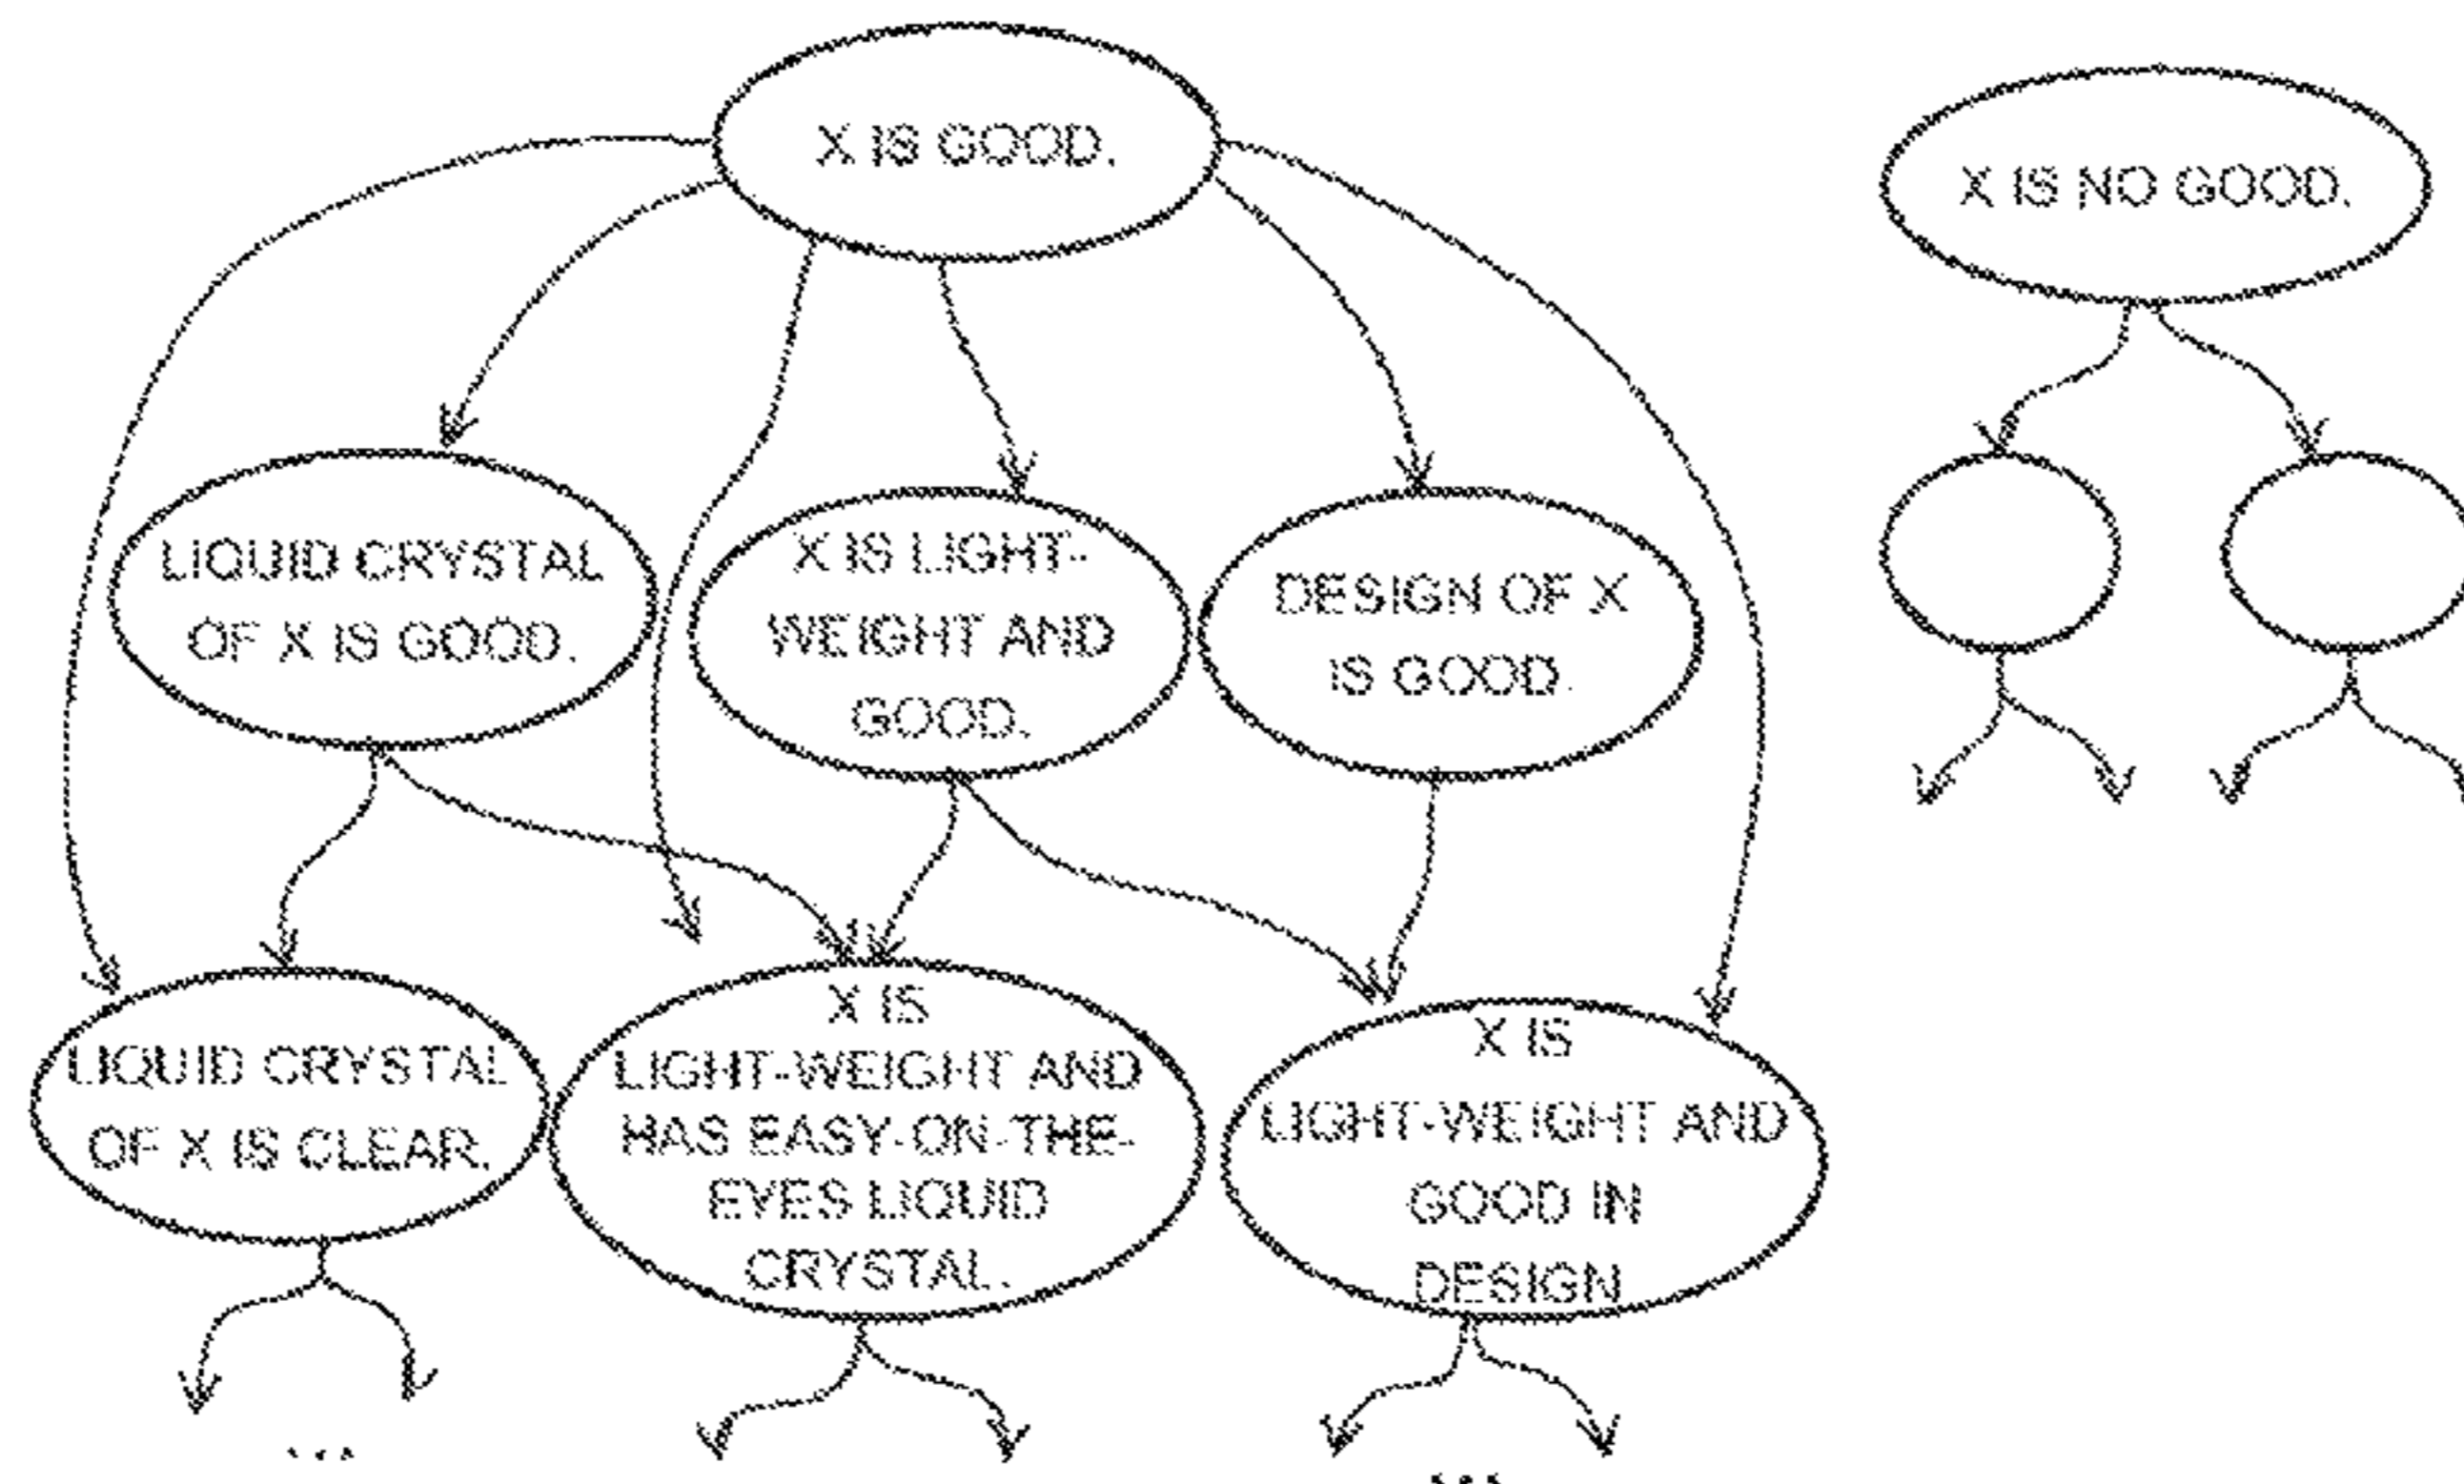 X IS GOOD.
X IS NO GOOD.
LIQUID CRYSTAL
OF X IS GOOD.
X IS LIGHT-
WEIGHT AND
GOOD.
DESIGN OF X
IS GOOD.
LIQUID CRYSTAL
OF X IS CLEAR.
X IS
LIGHT-WEIGHT AND
HAS EASY-ON-THE-
EYES LIQUID
CRYSTAL.
X IS
LIGHT-WEIGHT AND
GOOD IN
DESIGN
...
...